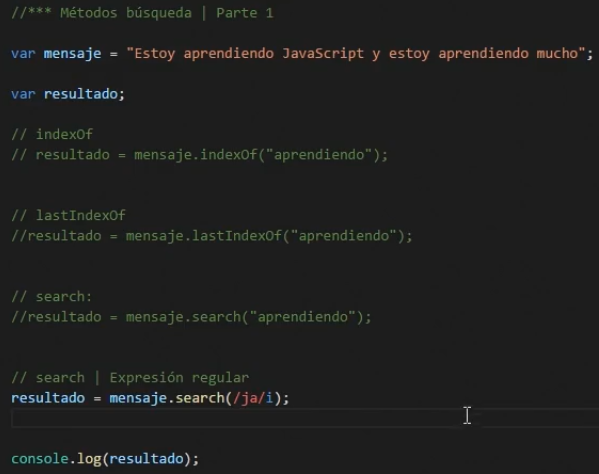 //*** Métodos búsqueda | Parte 1
var mensaje = "Estoy aprendiendo JavaScript y estoy aprendiendo mucho";
var resultado;
// indexOf
// resultado = mensaje.indexOf("aprendiendo");
// lastIndexOf
//resultado = mensaje.lastIndexOf("aprendiendo");
// search:
//resultado = mensaje.search("aprendiendo");
// search | Expresión regular
resultado = mensaje.search(/ja/i);
console.log(resultado);